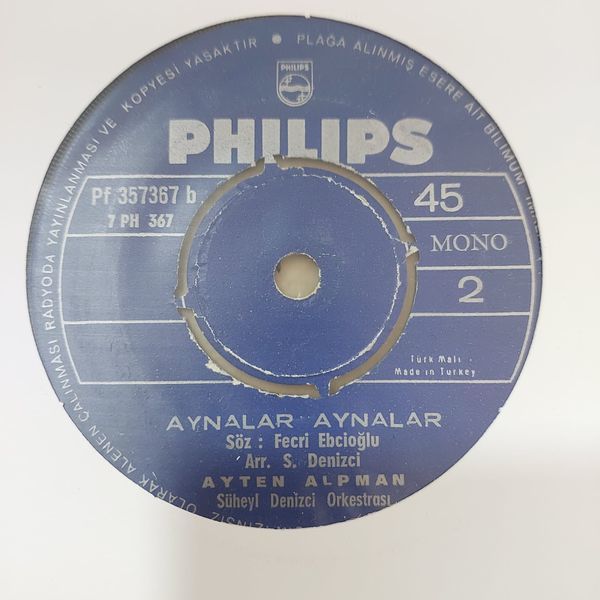 OLARAK ALENEN ÇALINMASI RADYODA YAYINLANMASI VE KOPYESİ YASAKTIR • PLAĞA ALINMIŞ ESERE AİT BİLİMUM
PHILIPS
PHILIPS
Pf 357367 b
7 PH 367
45
MONO
2
Türk Malı
Made in Turkey
AYNALAR AYNALAR
Söz : Fecri Ebcioğlu
Arr. S. Denizci
AYTEN ALPMAN
Süheyl Denizci Orkestrası